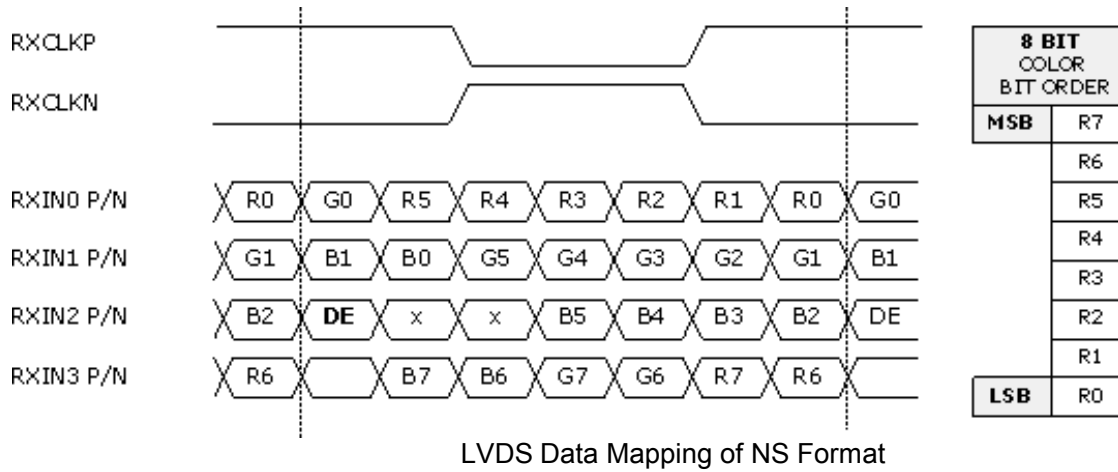 RXCLKP
RXCLKN
RXIN0 P/N R0 G0 R5 R4 R3 R2 R1 R0 G0
RXIN1 P/N G1 B1 B0 G5 G4 G3 G2 G1 B1
RXIN2 P/N B2 DE x x B5 B4 B3 B2 DE
RXIN3 P/N R6 B7 B6 G7 G6 R7 R6
8 BIT
COLOR
BIT ORDER
MSB R7
R6
R5
R4
R3
R2
R1
LSB R0
LVDS Data Mapping of NS Format